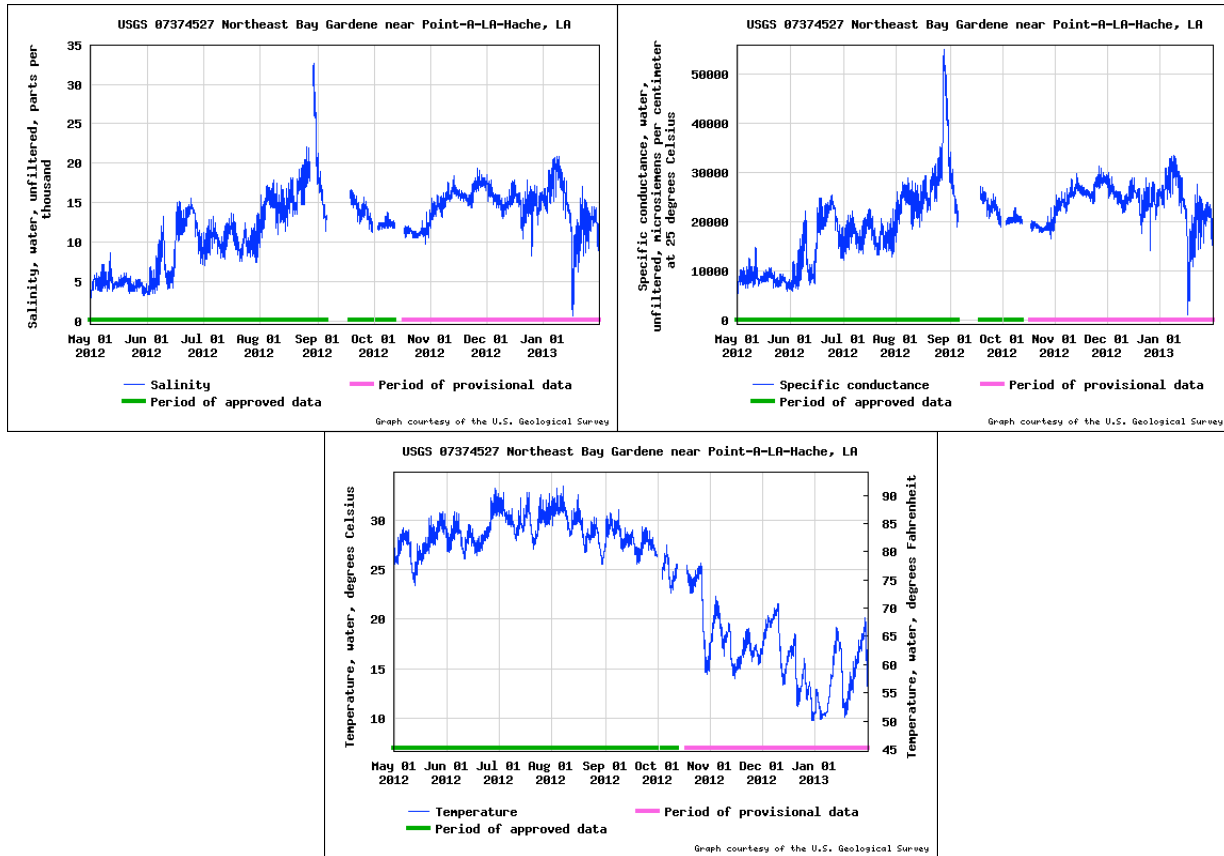 USGS 07374527 Northeast Bay Gardene near Point-A-LA-Hache, LA
Salinity, water, unfiltered, parts per
thousand
35
30
25
20
15
10
5
0
May 01 Jun 01 Jul 01 Aug 01 Sep 01 Oct 01 Nov 01 Dec 01 Jan 01
2012 2012 2012 2012 2012 2012 2012 2012 2013
Salinity
Period of provisional data
Period of approved data
Graph courtesy of the U.S. Geological Survey
USGS 07374527 Northeast Bay Gardene near Point-A-LA-Hache, LA
Specific conductance, water,
unfiltered, microsiemens per centimeter
at 25 degrees Celsius
50000
40000
30000
20000
10000
0
May 01 Jun 01 Jul 01 Aug 01 Sep 01 Oct 01 Nov 01 Dec 01 Jan 01
2012 2012 2012 2012 2012 2012 2012 2012 2013
Specific conductance
Period of provisional data
Period of approved data
Graph courtesy of the U.S. Geological Survey
USGS 07374527 Northeast Bay Gardene near Point-A-LA-Hache, LA
Temperature, water, degrees Celsius
30
25
20
15
10
Temperature, water, degrees Fahrenheit
90
85
80
75
70
65
60
55
50
45
May 01 Jun 01 Jul 01 Aug 01 Sep 01 Oct 01 Nov 01 Dec 01 Jan 01
2012 2012 2012 2012 2012 2012 2012 2012 2013
Temperature
Period of provisional data
Period of approved data
Graph courtesy of the U.S. Geological Survey